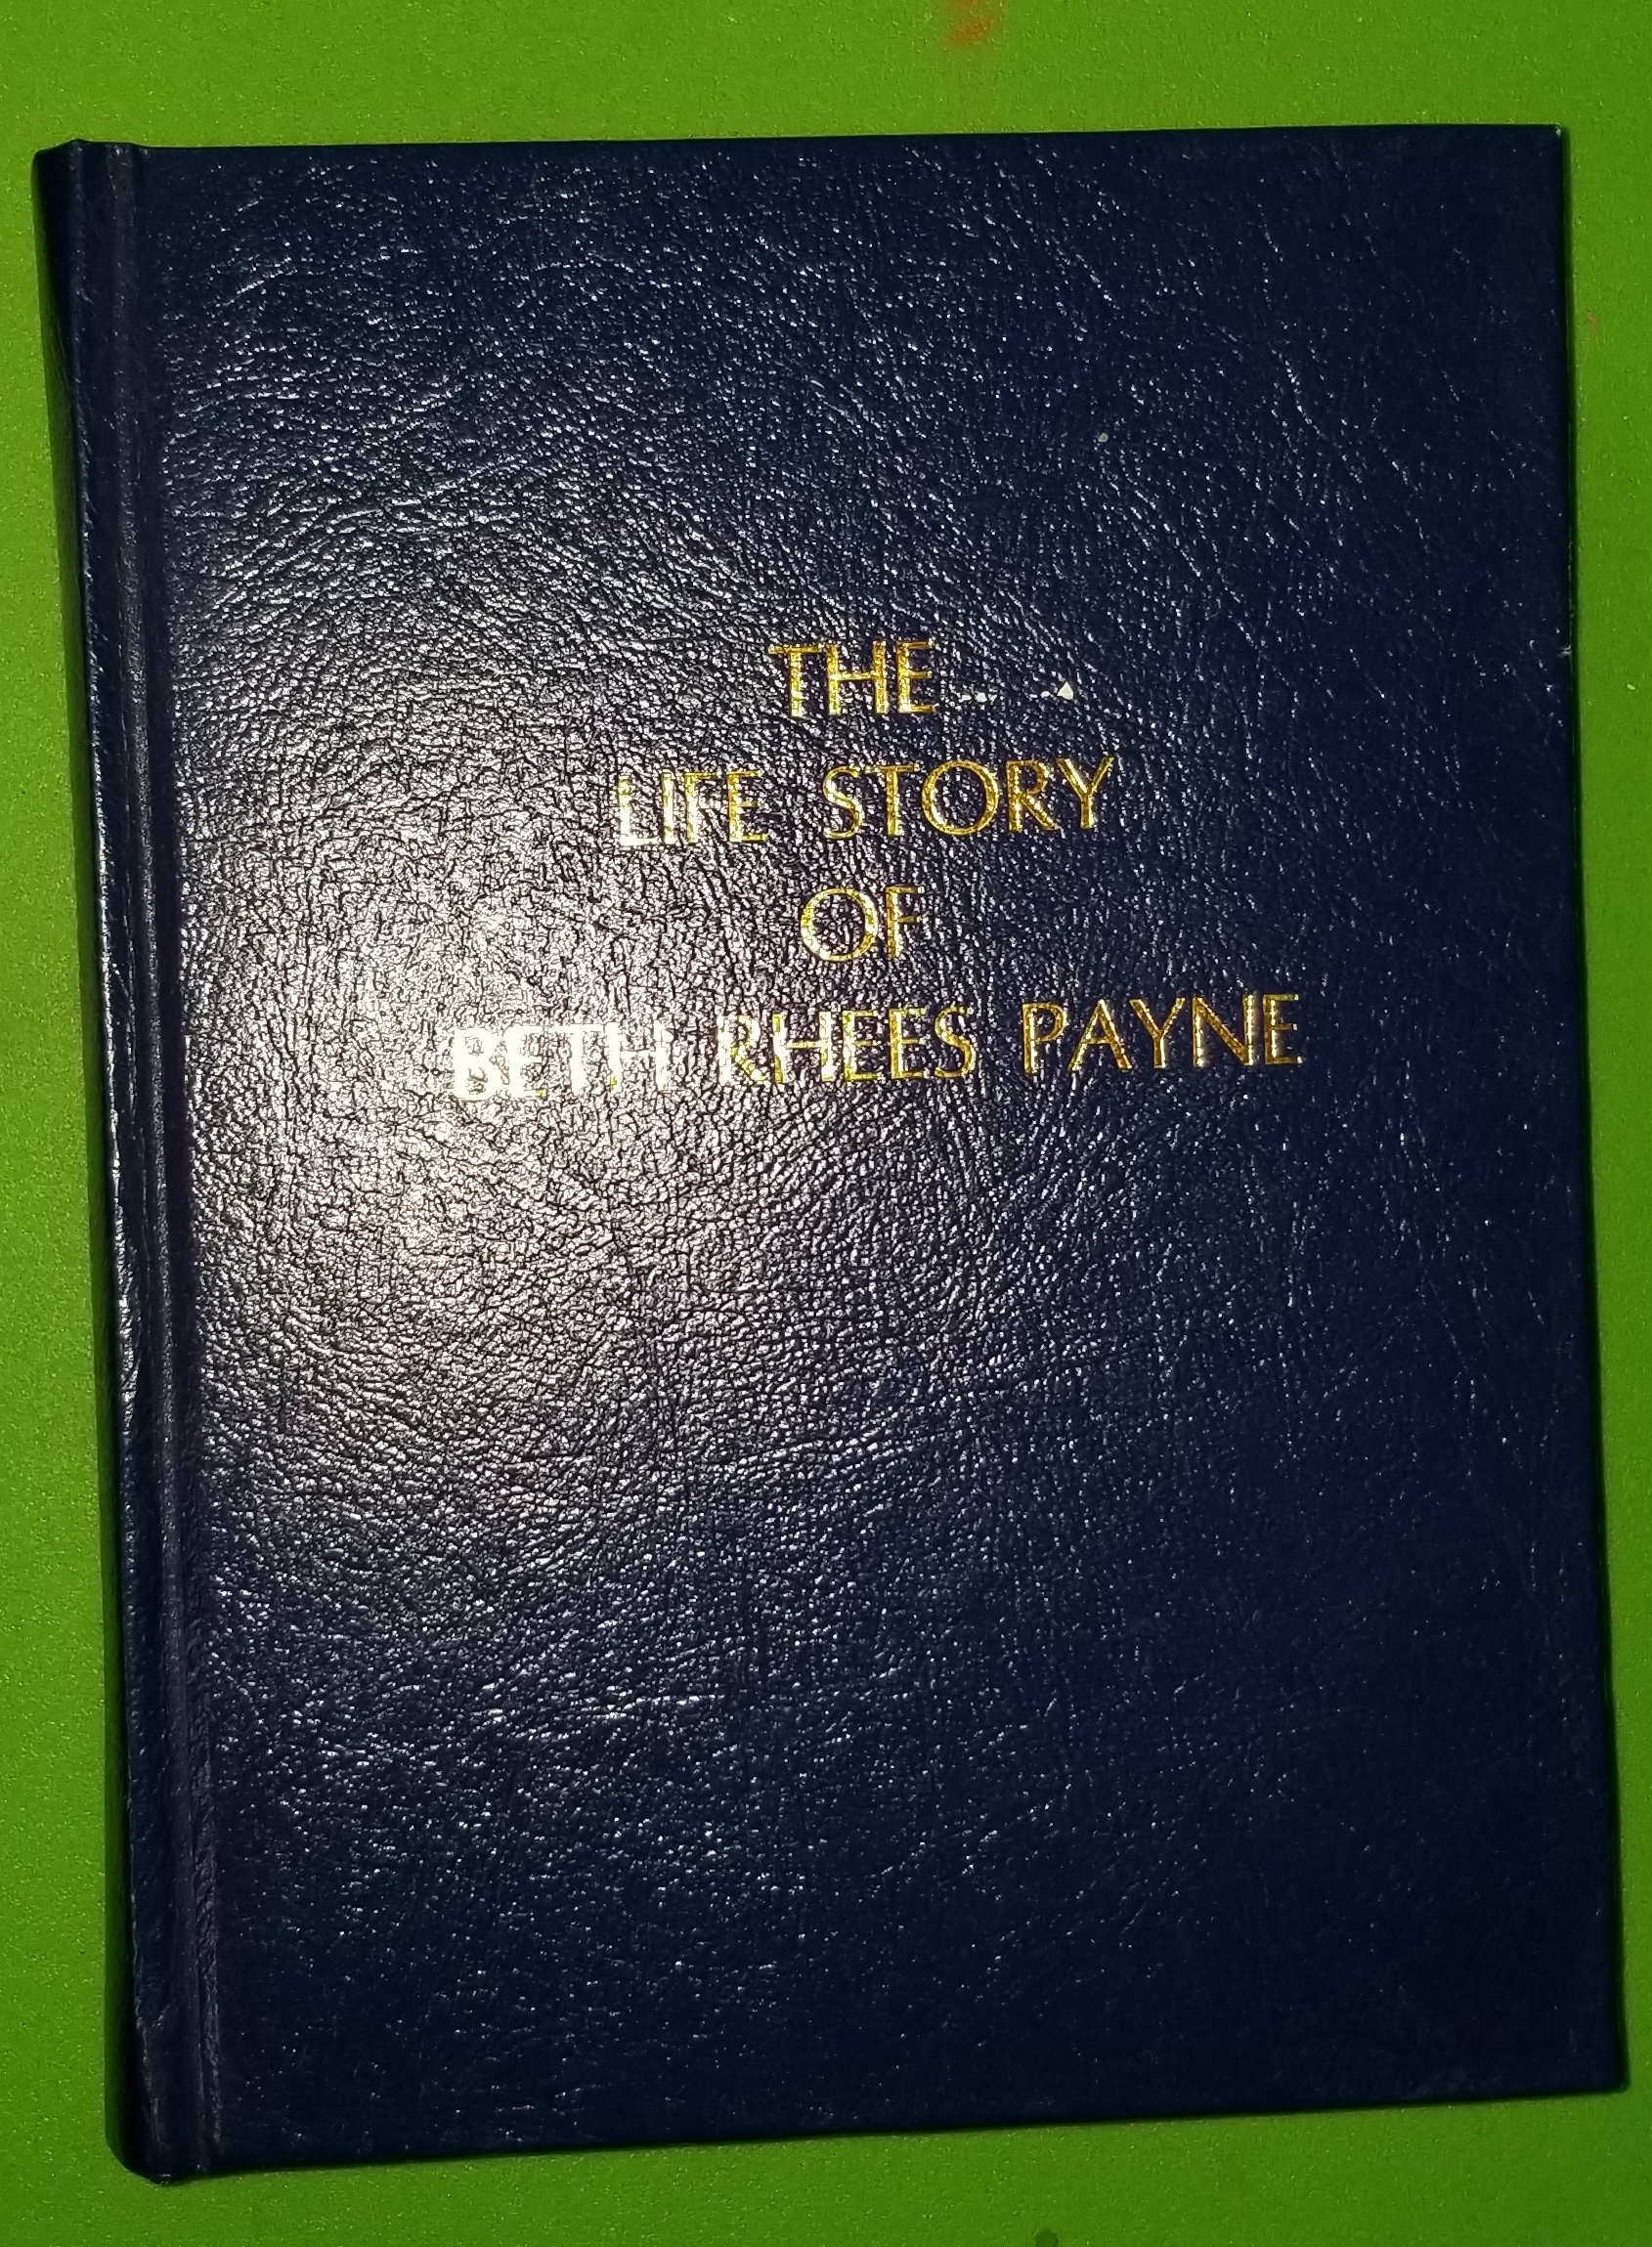 THE
LIFE STORY
OF
BETH RHEES PAYNE